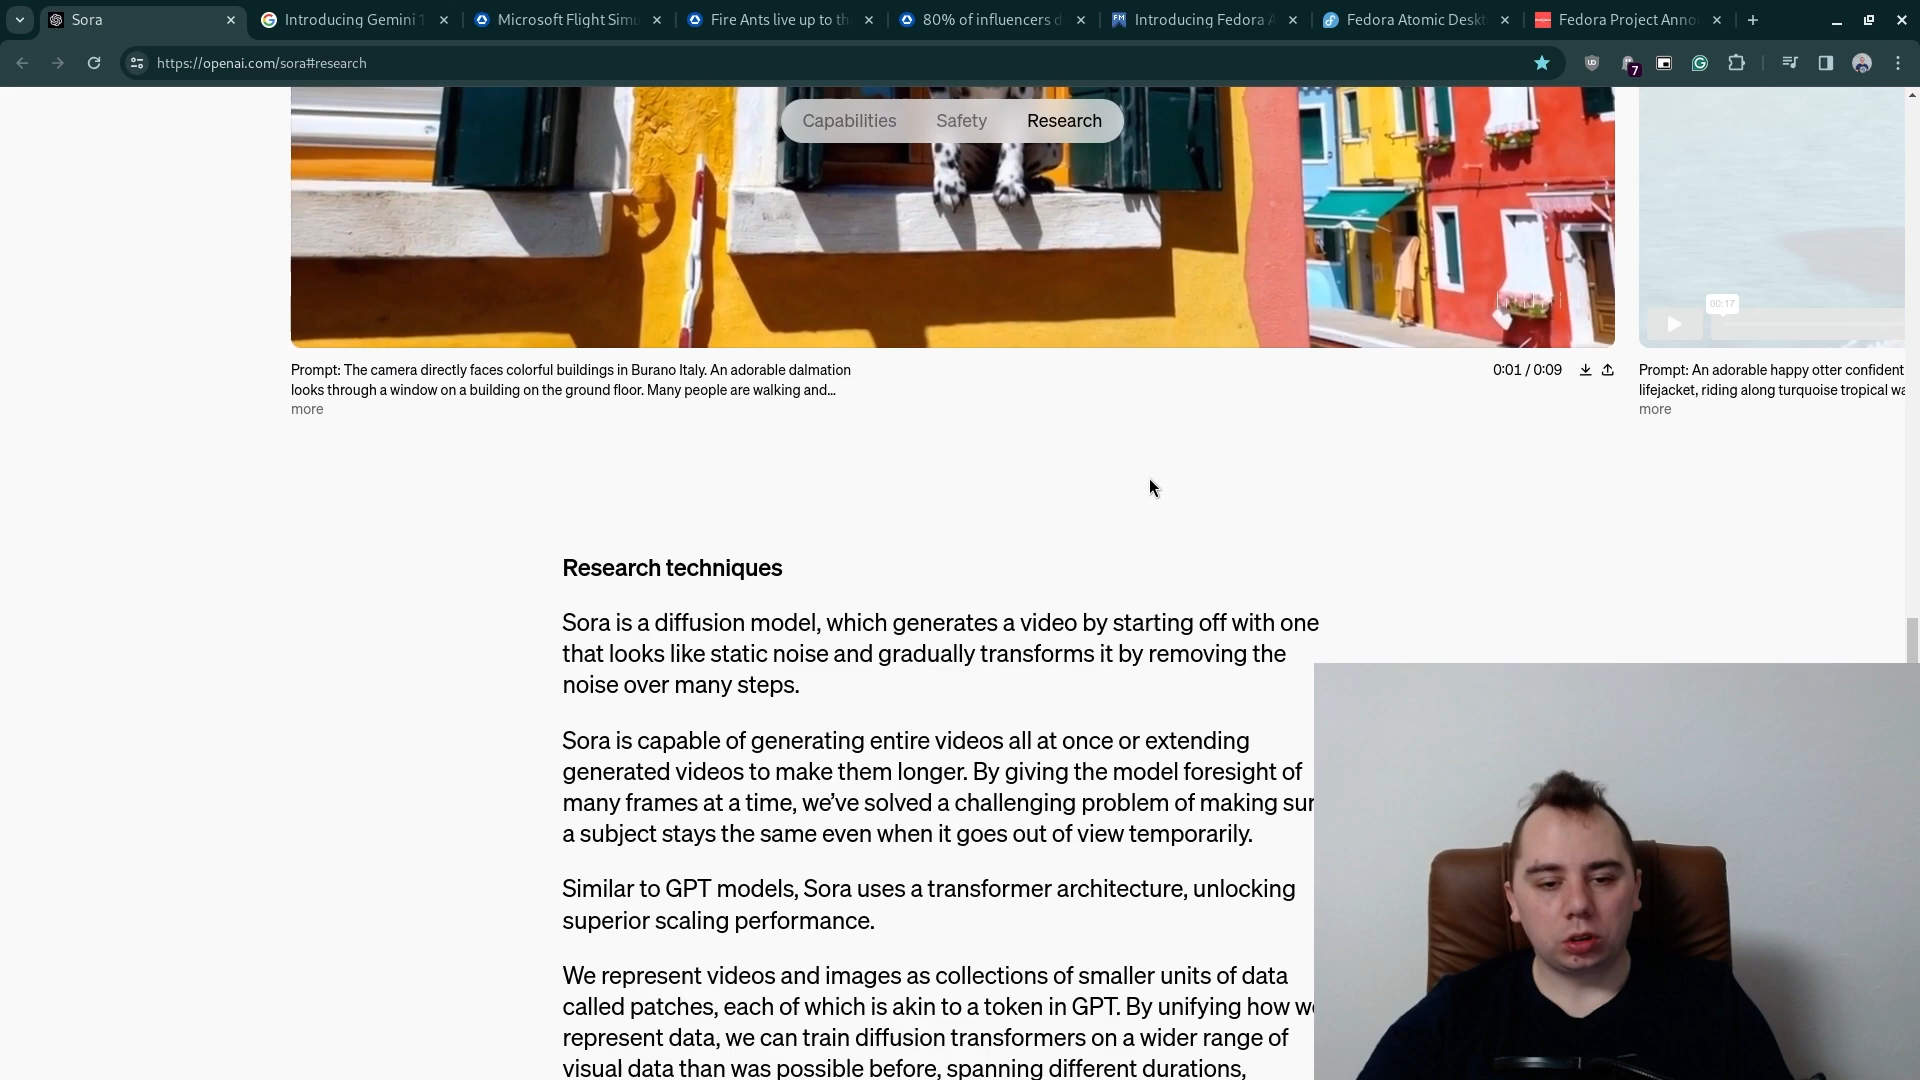 Sora
Introducing Gemini 1
Microsoft Flight Simu
Fire Ants live up to th
80% of influencers d
Introducing Fedora A
Fedora Atomic Deskt
Fedora Project Anno
https://openai.com/sora#research
7
Capabilities
Safety
Research
00:17
Prompt: The camera directly faces colorful buildings in Burano Italy. An adorable dalmation
looks through a window on a building on the ground floor. Many people are walking and...
more
0:01 / 0:09
Prompt: An adorable happy otter confident
lifejacket, riding along turquoise tropical wa
more
Research techniques
Sora is a diffusion model, which generates a video by starting off with one
that looks like static noise and gradually transforms it by removing the
noise over many steps.
Sora is capable of generating entire videos all at once or extending
generated videos to make them longer. By giving the model foresight of
many frames at a time, we’ve solved a challenging problem of making sur
a subject stays the same even when it goes out of view temporarily.
Similar to GPT models, Sora uses a transformer architecture, unlocking
superior scaling performance.
We represent videos and images as collections of smaller units of data
called patches, each of which is akin to a token in GPT. By unifying how we
represent data, we can train diffusion transformers on a wider range of
visual data than was possible before, spanning different durations,